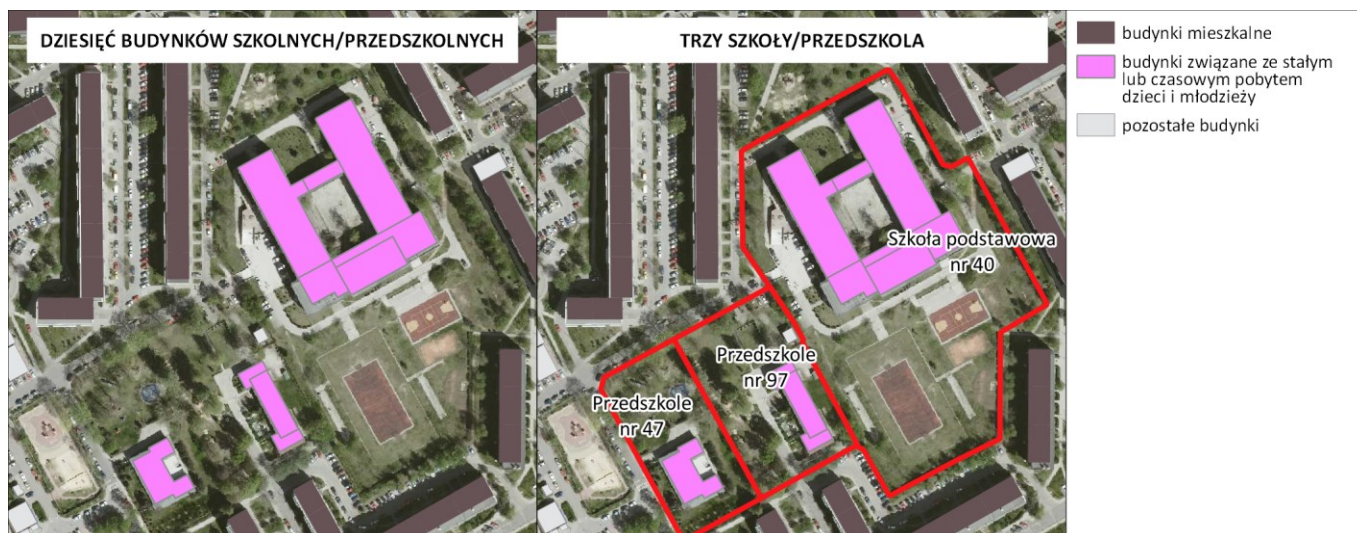 DZIESIĘĆ BUDYNKÓW SZKOLNYCH/PRZEDSZKOLNYCH
TRZY SZKOŁY/PRZEDSZKOLA
budynki mieszkalne
budynki związane ze stałym
lub czasowym pobytem
dzieci i młodzieży
pozostałe budynki
Szkoła podstawowa
nr 40
Przedszkole
nr 97
Przedszkole
nr 47